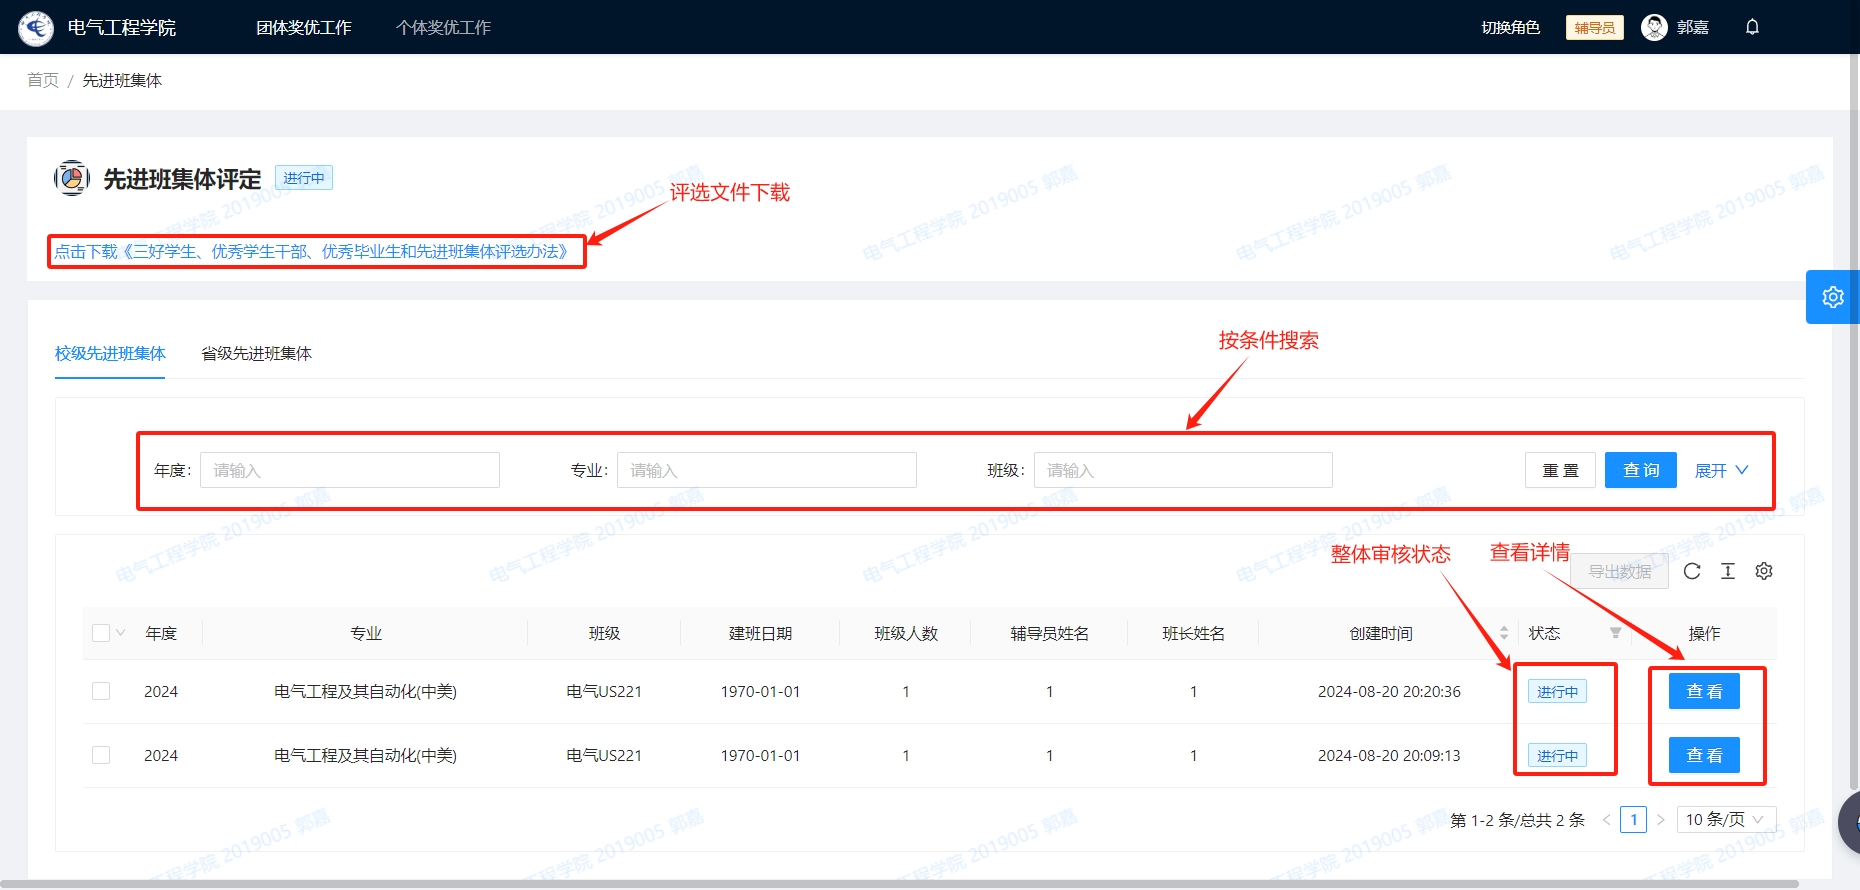 电气工程学院 团体奖优工作 个体奖优工作 切换角色 辅导员 郭嘉
首页 / 先进班集体
先进班集体评定 进行中
评选文件下载
点击下载《三好学生、优秀学生干部、优秀毕业生和先进班集体评选办法》
电气工程学院 2019005 郭嘉
校级先进班集体 省级先进班集体
按条件搜索
年度: 请输入 专业: 请输入 班级: 请输入 重 置 查 询 展开
整体审核状态 查看详情 导出数据
年度 专业 班级 建班日期 班级人数 辅导员姓名 班长姓名 创建时间 状态 操作
2024 电气工程及其自动化(中美) 电气US221 1970-01-01 1 1 1 2024-08-20 20:20:36 进行中 查 看
2024 电气工程及其自动化(中美) 电气US221 1970-01-01 1 1 1 2024-08-20 20:09:13 进行中 查 看
第 1-2 条/总共 2 条 < 1 > 10 条/页